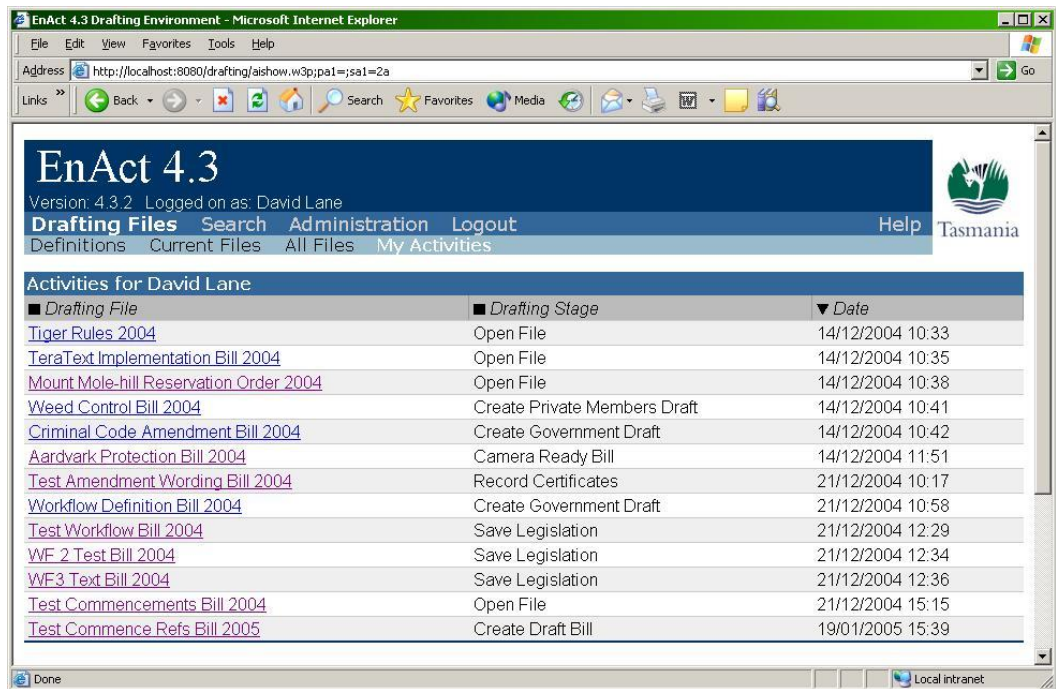 EnAct 4.3 Drafting Environment - Microsoft Internet Explorer
File Edit View Favorites Tools Help
Address http://localhost:8080/drafting/aishow.w3p;pa1=;sa1=2a Go
Links » Back Search Favorites Media
EnAct 4.3
Version: 4.3.2 Logged on as: David Lane
Drafting Files Search Administration Logout Help
Tasmania
Definitions Current Files All Files My Activities
Activities for David Lane
Drafting File Drafting Stage Date
Tiger Rules 2004 Open File 14/12/2004 10:33
TeraText Implementation Bill 2004 Open File 14/12/2004 10:35
Mount Mole-hill Reservation Order 2004 Open File 14/12/2004 10:38
Weed Control Bill 2004 Create Private Members Draft 14/12/2004 10:41
Criminal Code Amendment Bill 2004 Create Government Draft 14/12/2004 10:42
Aardvark Protection Bill 2004 Camera Ready Bill 14/12/2004 11:51
Test Amendment Wording Bill 2004 Record Certificates 21/12/2004 10:17
Workflow Definition Bill 2004 Create Government Draft 21/12/2004 10:58
Test Workflow Bill 2004 Save Legislation 21/12/2004 12:29
WF 2 Test Bill 2004 Save Legislation 21/12/2004 12:34
WF3 Text Bill 2004 Save Legislation 21/12/2004 12:36
Test Commencements Bill 2004 Open File 21/12/2004 15:15
Test Commence Refs Bill 2005 Create Draft Bill 19/01/2005 15:39
Done Local intranet